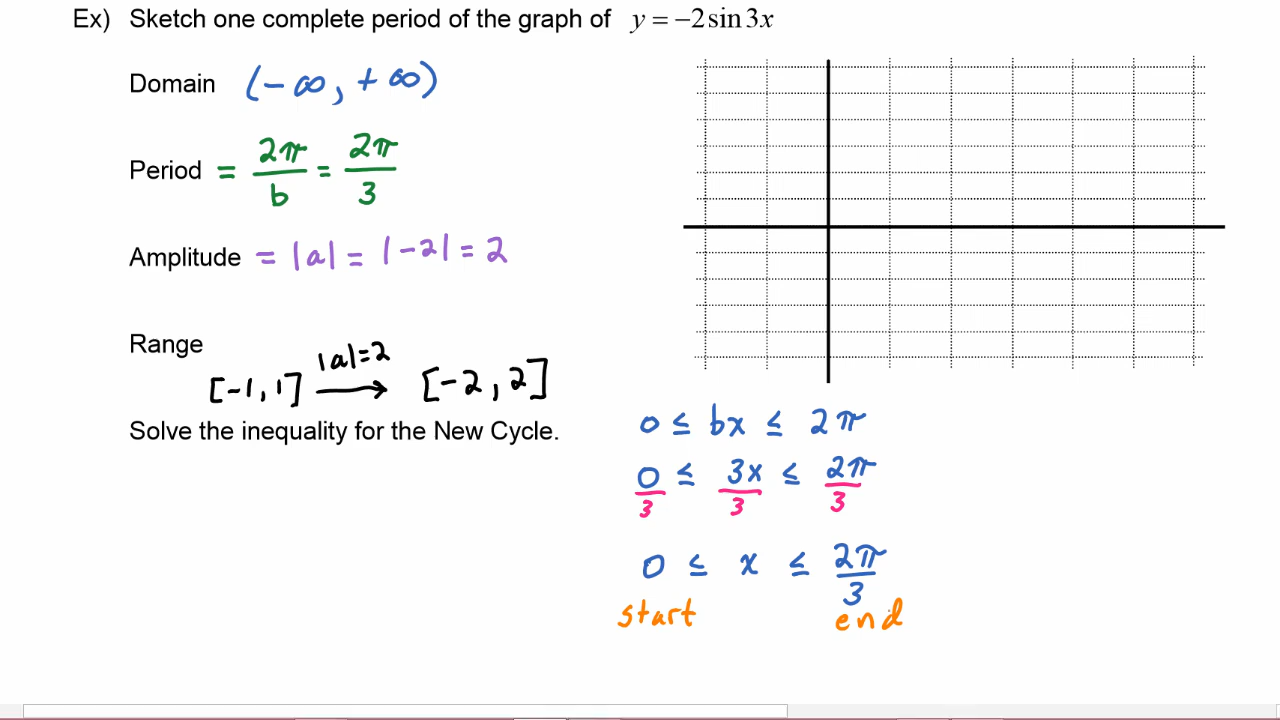 Ex) Sketch one complete period of the graph of y = −2 sin 3x
Domain (−∞, +∞)
Period = 2π/b = 2π/3
Amplitude = |a| = |−2| = 2
Range
[−1, 1] |a|=2 → [−2, 2]
Solve the inequality for the New Cycle.
0 ≤ bx ≤ 2π
0/3 ≤ 3x/3 ≤ 2π/3
0 ≤ x ≤ 2π/3
start end